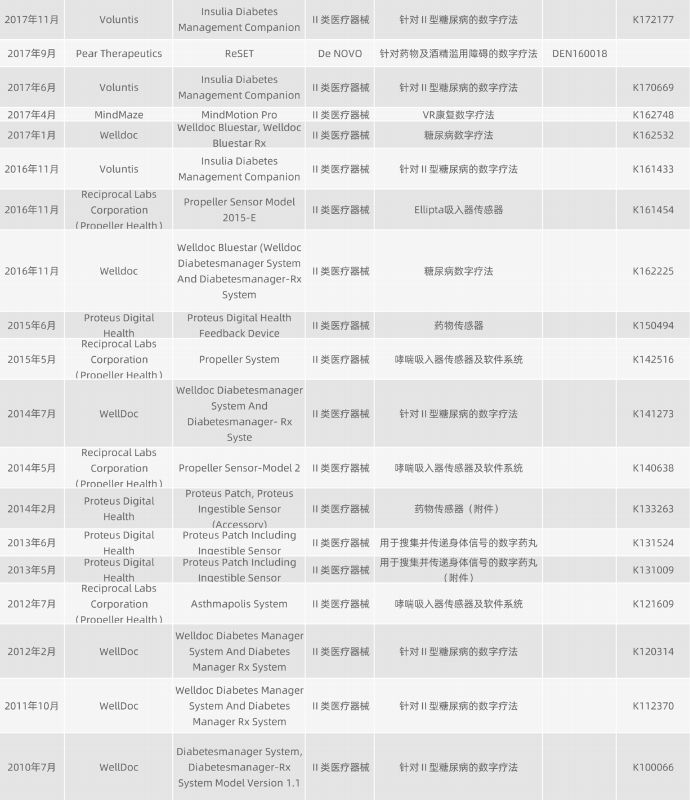 2017年11月 Voluntis Insulia Diabetes Management Companion II 类医疗器械 针对 II 型糖尿病的数字疗法 K172177
2017年9月 Pear Therapeutics ReSET De NOVO 针对药物及酒精滥用障碍的数字疗法 DEN160018
2017年6月 Voluntis Insulia Diabetes Management Companion II 类医疗器械 针对 II 型糖尿病的数字疗法 K170669
2017年4月 MindMaze MindMotion Pro II 类医疗器械 VR康复数字疗法 K162748
2017年1月 Welldoc Welldoc Bluestar, Welldoc Bluestar Rx II 类医疗器械 糖尿病数字疗法 K162532
2016年11月 Voluntis Insulia Diabetes Management Companion II 类医疗器械 针对 II 型糖尿病的数字疗法 K161433
2016年11月 Reciprocal Labs Corporation (Propeller Health) Propeller Sensor Model 2015-E II 类医疗器械 Ellipta吸入器传感器 K161454
2016年11月 Welldoc Welldoc Bluestar (Welldoc Diabetesmanager System And Diabetesmanager-Rx System II 类医疗器械 糖尿病数字疗法 K162225
2015年6月 Proteus Digital Health Proteus Digital Health Feedback Device II 类医疗器械 药物传感器 K150494
2015年5月 Reciprocal Labs Corporation (Propeller Health) Propeller System II 类医疗器械 哮喘吸入器传感器及软件系统 K142516
2014年7月 WellDoc Welldoc Diabetesmanager System And Diabetesmanager- Rx Syste II 类医疗器械 针对 II 型糖尿病的数字疗法 K141273
2014年5月 Reciprocal Labs Corporation (Propeller Health) Propeller Sensor-Model 2 II 类医疗器械 哮喘吸入器传感器及软件系统 K140638
2014年2月 Proteus Digital Health Proteus Patch, Proteus Ingestible Sensor (Accessory) II 类医疗器械 药物传感器（附件） K133263
2013年6月 Proteus Digital Health Proteus Patch Including Ingestible Sensor II 类医疗器械 用于搜集并传递身体信号的数字药丸 K131524
2013年5月 Proteus Digital Health Proteus Patch Including Ingestible Sensor II 类医疗器械 用于搜集并传递身体信号的数字药丸（附件） K131009
2012年7月 Reciprocal Labs Corporation (Propeller Health) Asthmapolis System II 类医疗器械 哮喘吸入器传感器及软件系统 K121609
2012年2月 WellDoc Welldoc Diabetes Manager System And Diabetes Manager Rx System II 类医疗器械 针对 II 型糖尿病的数字疗法 K120314
2011年10月 WellDoc Welldoc Diabetes Manager System And Diabetes Manager Rx System II 类医疗器械 针对 II 型糖尿病的数字疗法 K112370
2010年7月 WellDoc Diabetesmanager System, Diabetesmanager-Rx System Model Version 1.1 II 类医疗器械 针对 II 型糖尿病的数字疗法 K100066